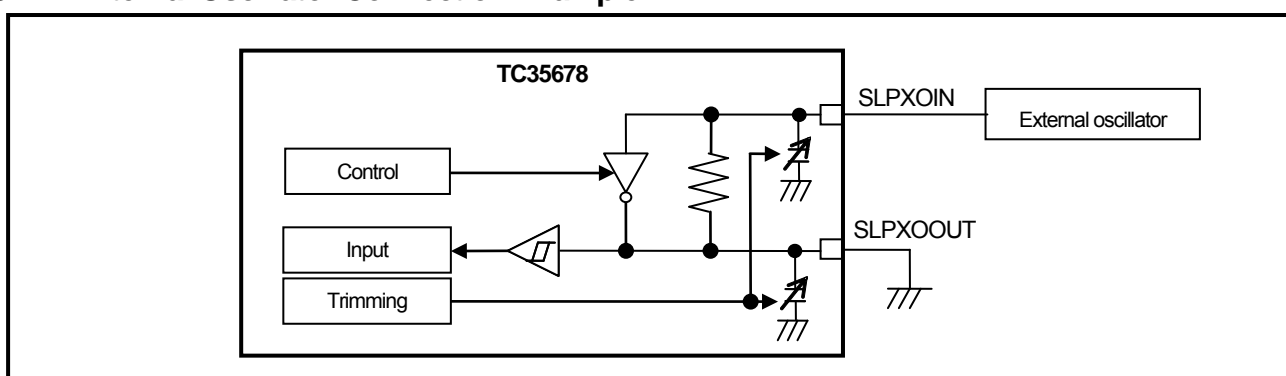 TC35678
SLPXOIN
External oscillator
Control
SLPXOOUT
Input
Trimming